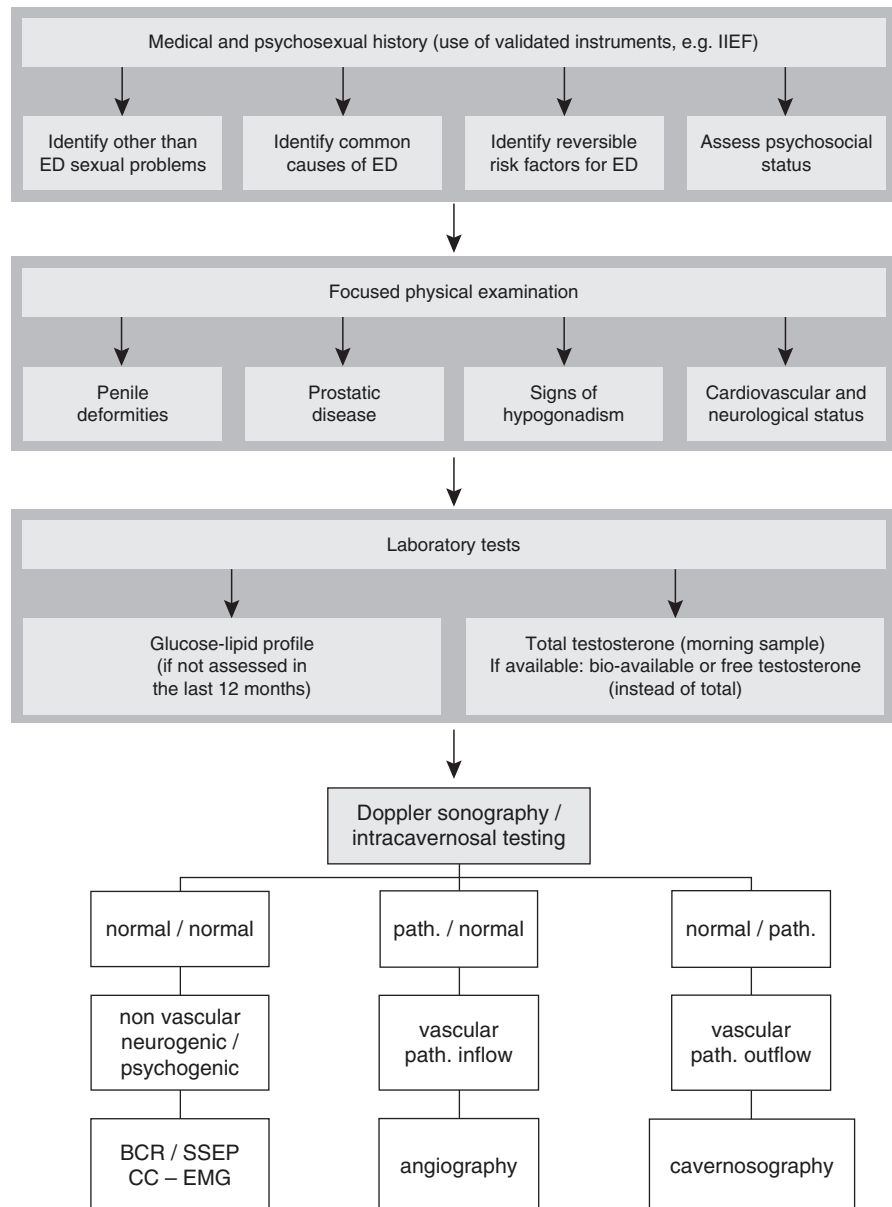 Medical and psychosexual history (use of validated instruments, e.g. IIEF)
Identify other than
ED sexual problems
Identify common
causes of ED
Identify reversible
risk factors for ED
Assess psychosocial
status
Focused physical examination
Penile
deformities
Prostatic
disease
Signs of
hypogonadism
Cardiovascular and
neurological status
Laboratory tests
Glucose-lipid profile
(if not assessed in
the last 12 months)
Total testosterone (morning sample)
If available: bio-available or free testosterone
(instead of total)
Doppler sonography /
intracavernosal testing
normal / normal
path. / normal
normal / path.
non vascular
neurogenic /
psychogenic
vascular
path. inflow
vascular
path. outflow
BCR / SSEP
CC – EMG
angiography
cavernosography